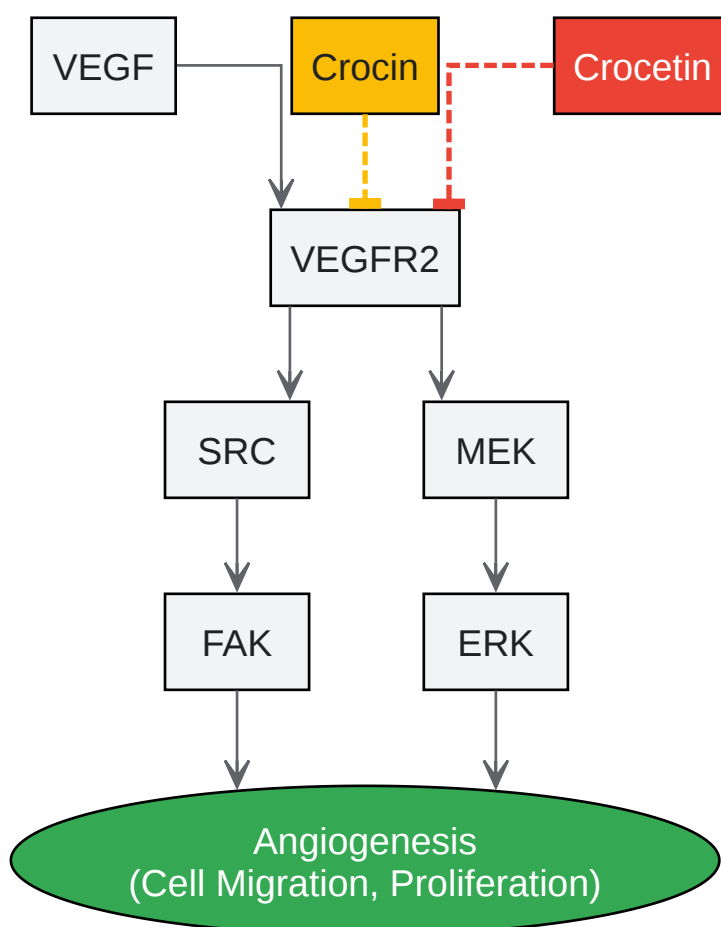 VEGF
Crocin
Crocetin
VEGFR2
SRC
MEK
FAK
ERK
Angiogenesis
(Cell Migration, Proliferation)